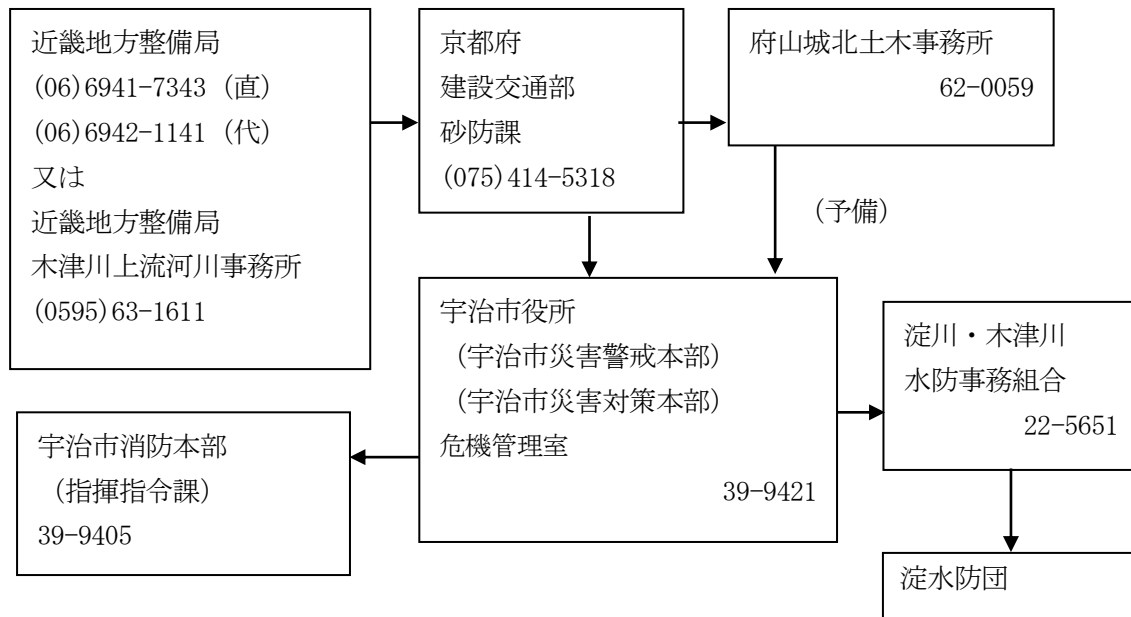 近畿地方整備局
(06)6941-7343（直）
(06)6942-1141（代）
又は
近畿地方整備局
木津川上流河川事務所
(0595)63-1611
京都府
建設交通部
砂防課
(075)414-5318
府山城北土木事務所
62-0059
（予備）
宇治市役所
（宇治市災害警戒本部）
（宇治市災害対策本部）
危機管理室
39-9421
淀川・木津川
水防事務組合
22-5651
宇治市消防本部
（指揮指令課）
39-9405
淀水防団